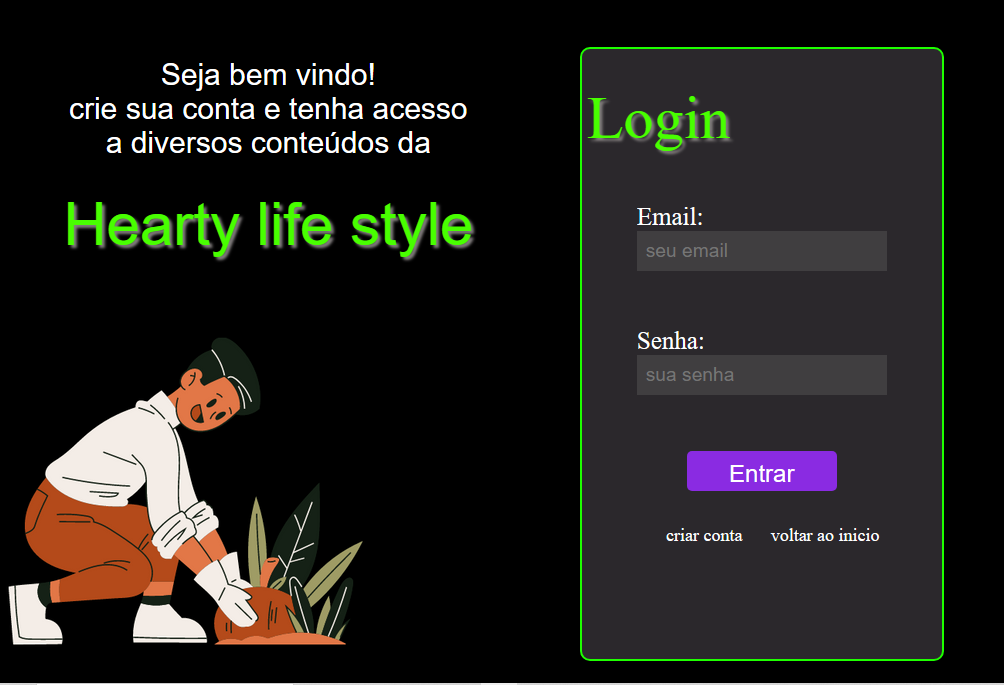 Seja bem vindo!
crie sua conta e tenha acesso
a diversos conteúdos da
Hearty life style
Login
Email:
seu email
Senha:
sua senha
Entrar
criar conta voltar ao inicio